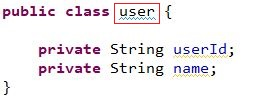 public class user {
private String userId;
private String name;
}